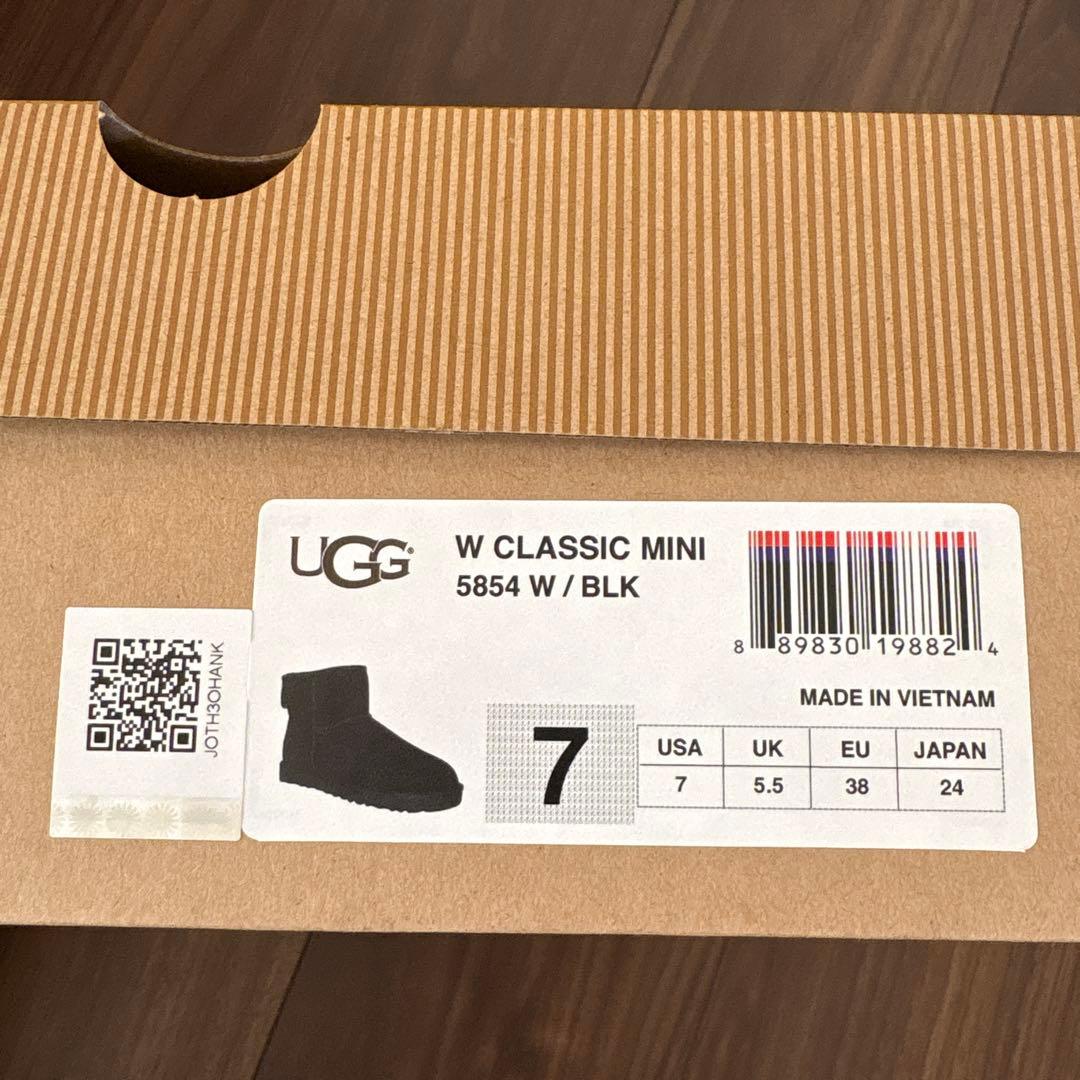 UGG®
W CLASSIC MINI
5854 W / BLK
8 89830 19882 4
MADE IN VIETNAM
JOTH3OHANK
7
USA UK EU JAPAN
7 5.5 38 24